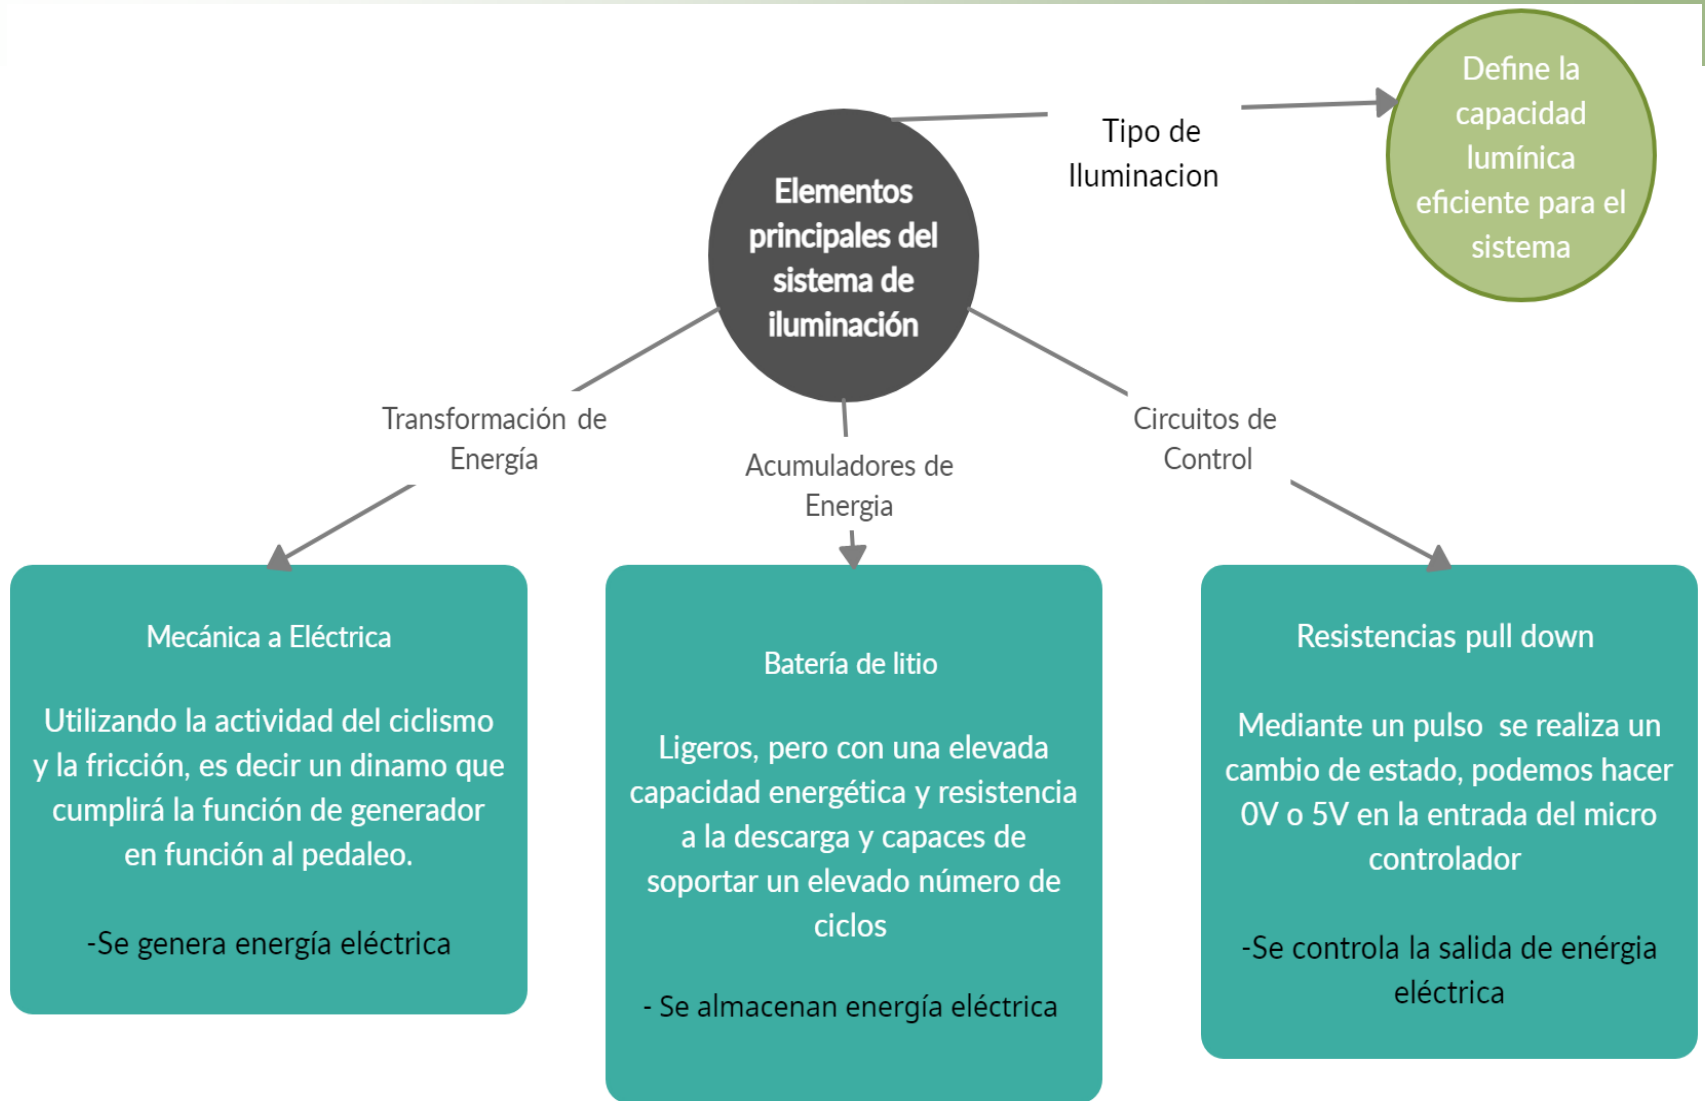 Define la
capacidad
lumínica
eficiente para el
sistema
Tipo de
Iluminacion
Elementos
principales del
sistema de
iluminación
Transformación de
Energía
Acumuladores de
Energia
Circuitos de
Control
Mecánica a Eléctrica
Utilizando la actividad del ciclismo
y la fricción, es decir un dinamo que
cumplirá la función de generador
en función al pedaleo.
-Se genera energía eléctrica
Batería de litio
Ligeros, pero con una elevada
capacidad energética y resistencia
a la descarga y capaces de
soportar un elevado número de
ciclos
- Se almacenan energía eléctrica
Resistencias pull down
Mediante un pulso  se realiza un
cambio de estado, podemos hacer
0V o 5V en la entrada del micro
controlador
-Se controla la salida de enérgia
eléctrica